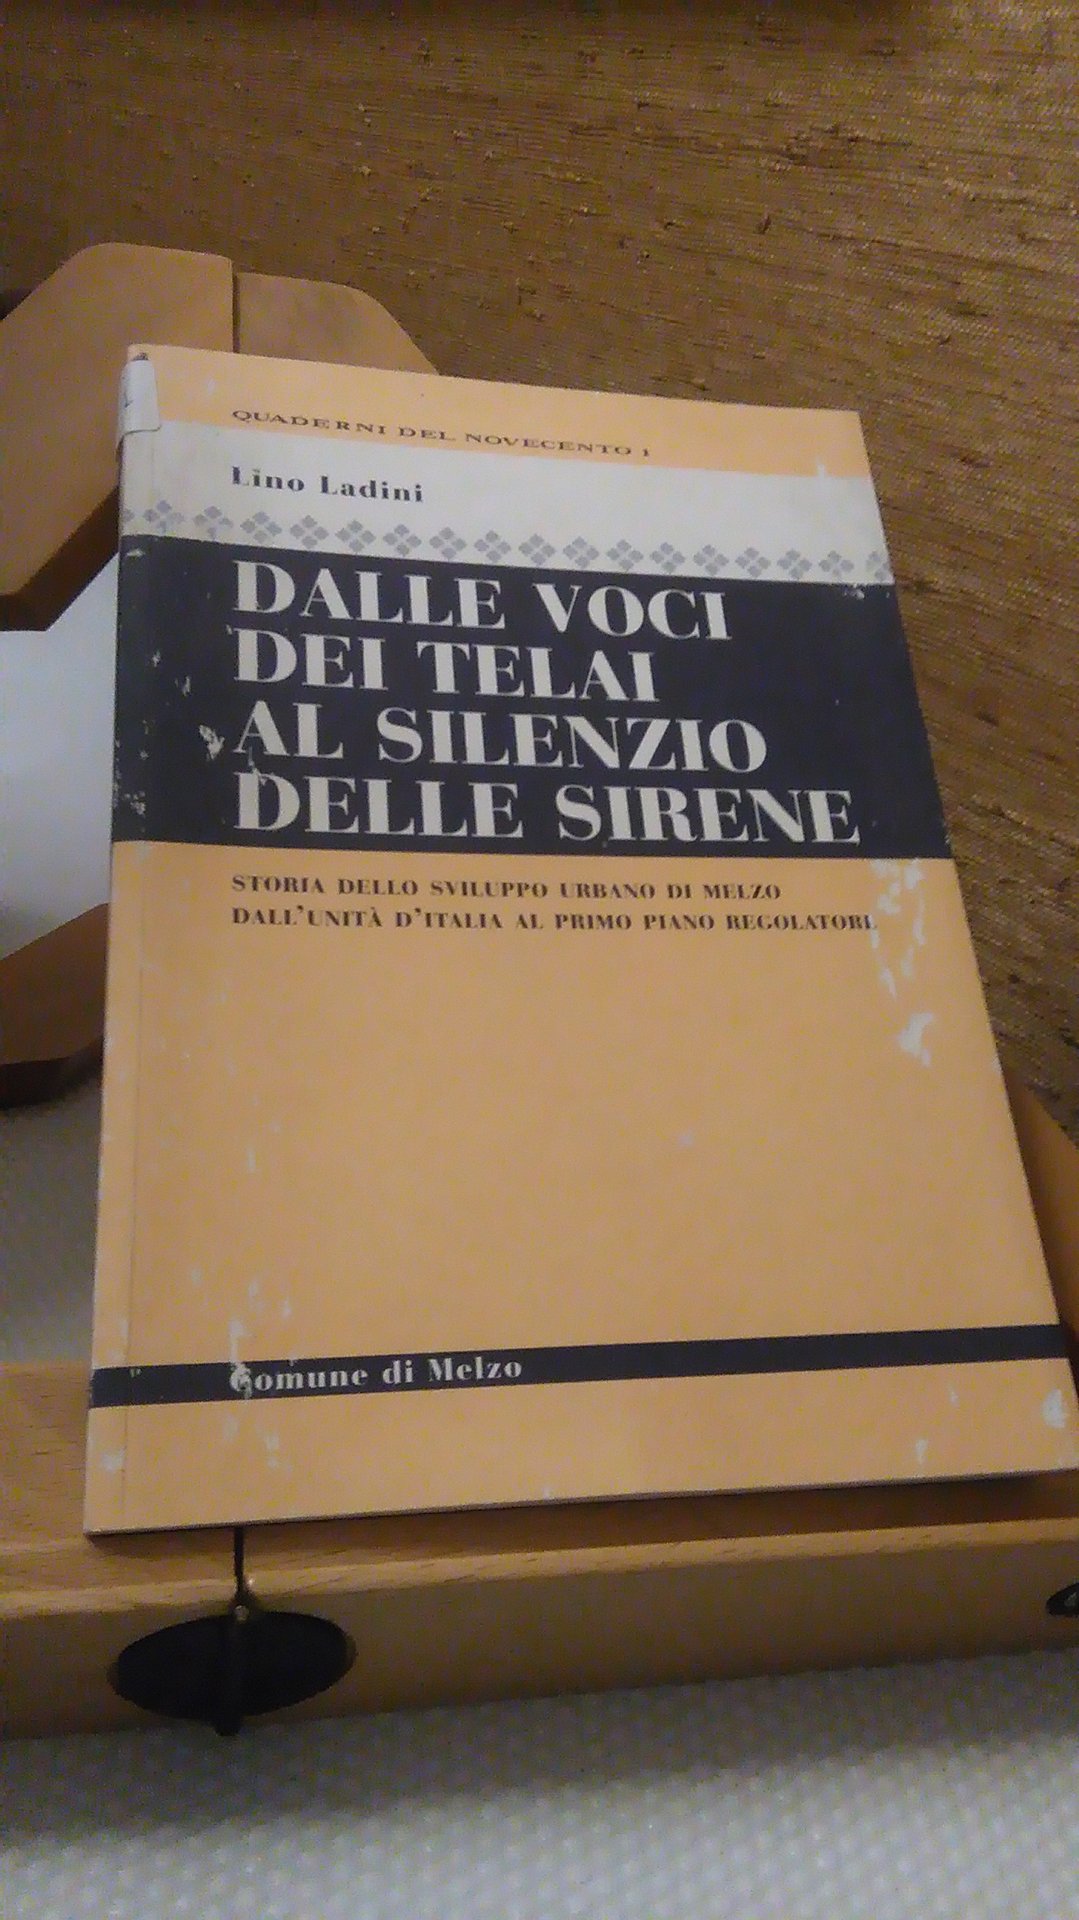 QUADERNI DEL NOVECENTO 1
Lino Ladini
DALLE VOCI
DEI TELAI
AL SILENZIO
DELLE SIRENE
STORIA DELLO SVILUPPO URBANO DI MELZO
DALL'UNITÀ D'ITALIA AL PRIMO PIANO REGOLATORE
Comune di Melzo